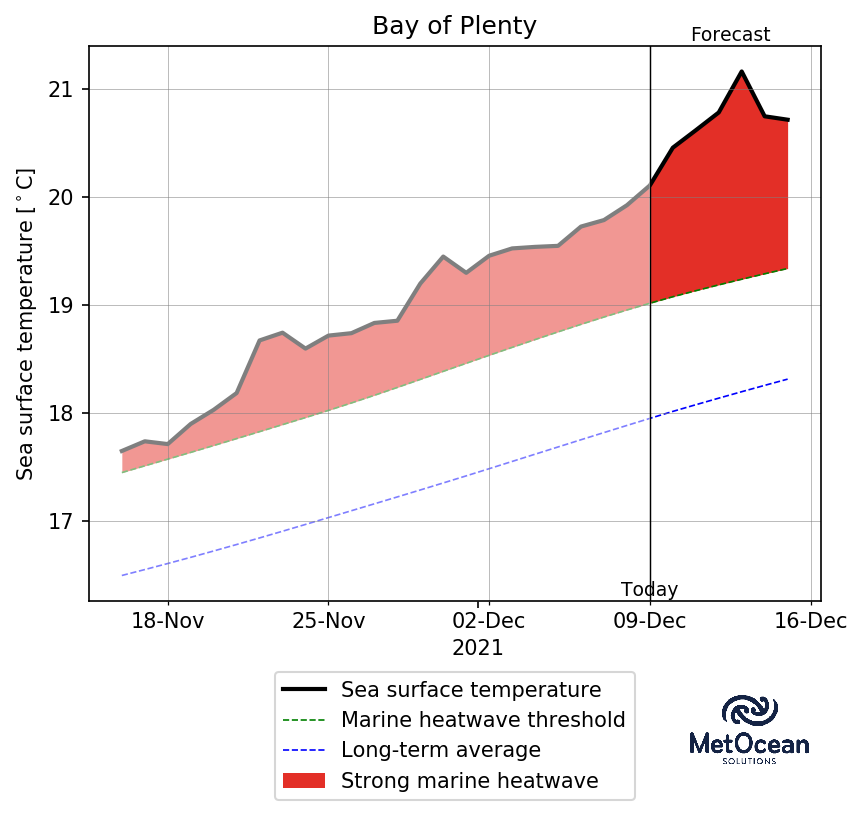 Bay of Plenty
Forecast
21
20
19
18
17
Sea surface temperature [°C]
Today
18-Nov 25-Nov 02-Dec 09-Dec 16-Dec
2021
Sea surface temperature
Marine heatwave threshold
Long-term average
Strong marine heatwave
MetOcean
SOLUTIONS